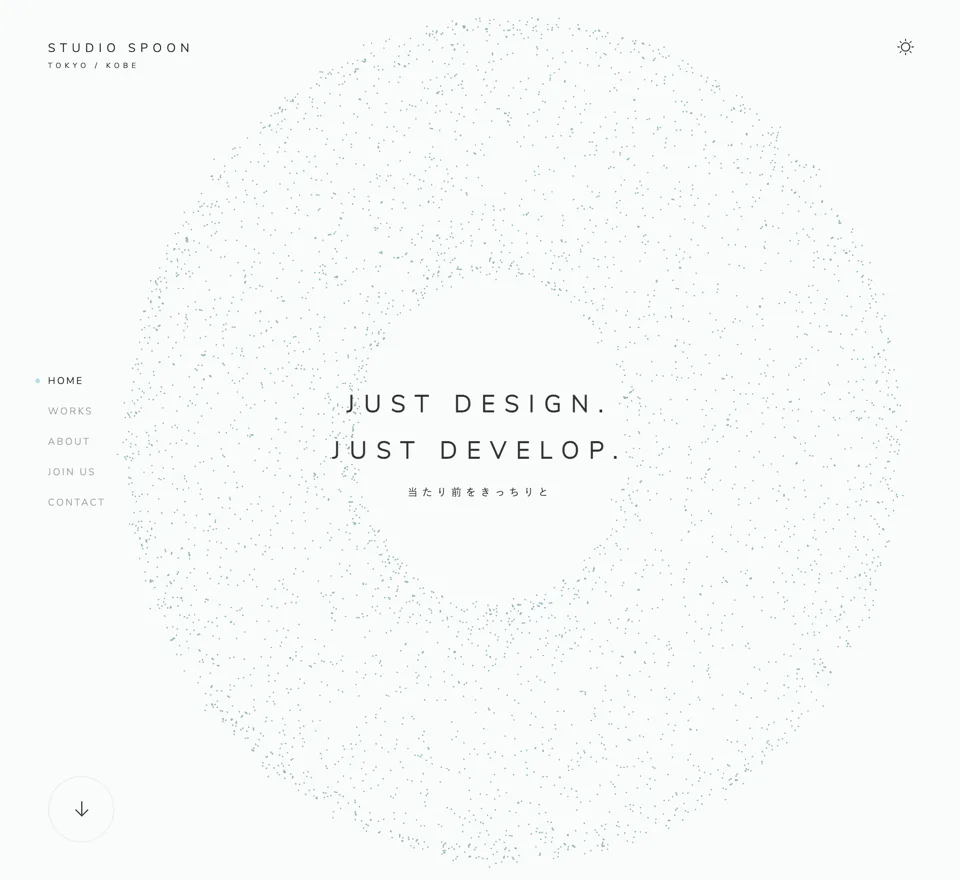 STUDIO SPOON
TOKYO / KOBE
HOME
WORKS
ABOUT
JOIN US
CONTACT
JUST DESIGN.
JUST DEVELOP.
当たり前をきっちりと